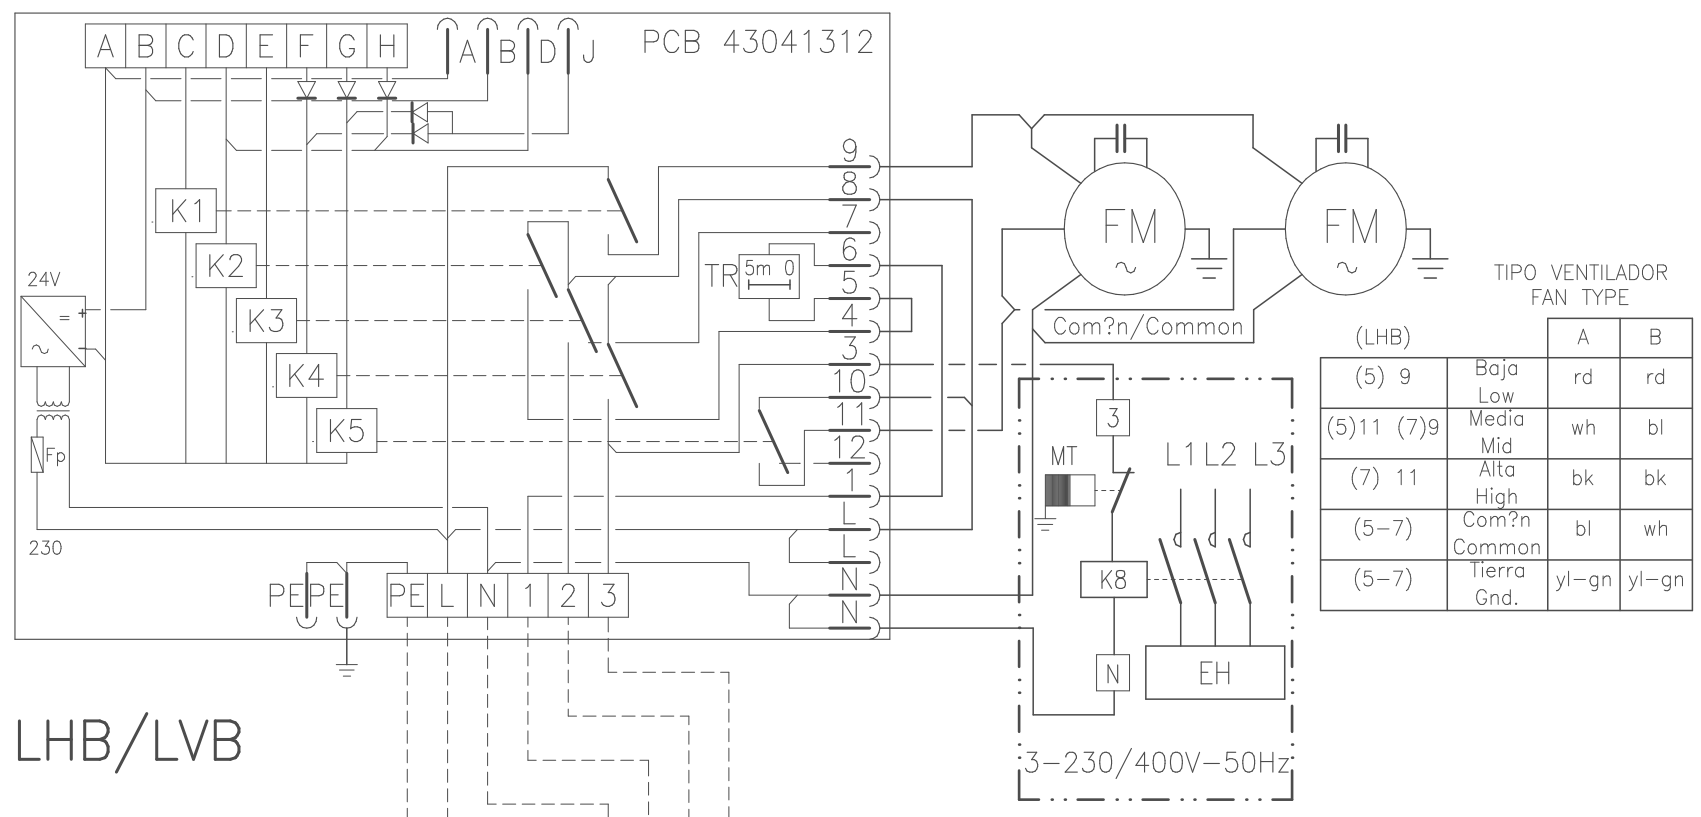 A B C D E F G H
A B D J
PCB 43041312
9
8
7
6
5
4
3
10
11
12
1
L
L
N
N
K1
K2
K3
K4
K5
TR
5m 0
24V
= +
-
~
Fp
230
PE PE
PE L N 1 2 3
LHB/LVB
FM
~
FM
~
Com?n/Common
3
MT
L1 L2 L3
K8
N
EH
3-230/400V-50Hz
TIPO VENTILADOR
FAN TYPE
(LHB) A B
(5) 9 Baja Low rd rd
(5)11 (7)9 Media Mid wh bl
(7) 11 Alta High bk bk
(5-7) Com?n Common bl wh
(5-7) Tierra Gnd. yl-gn yl-gn